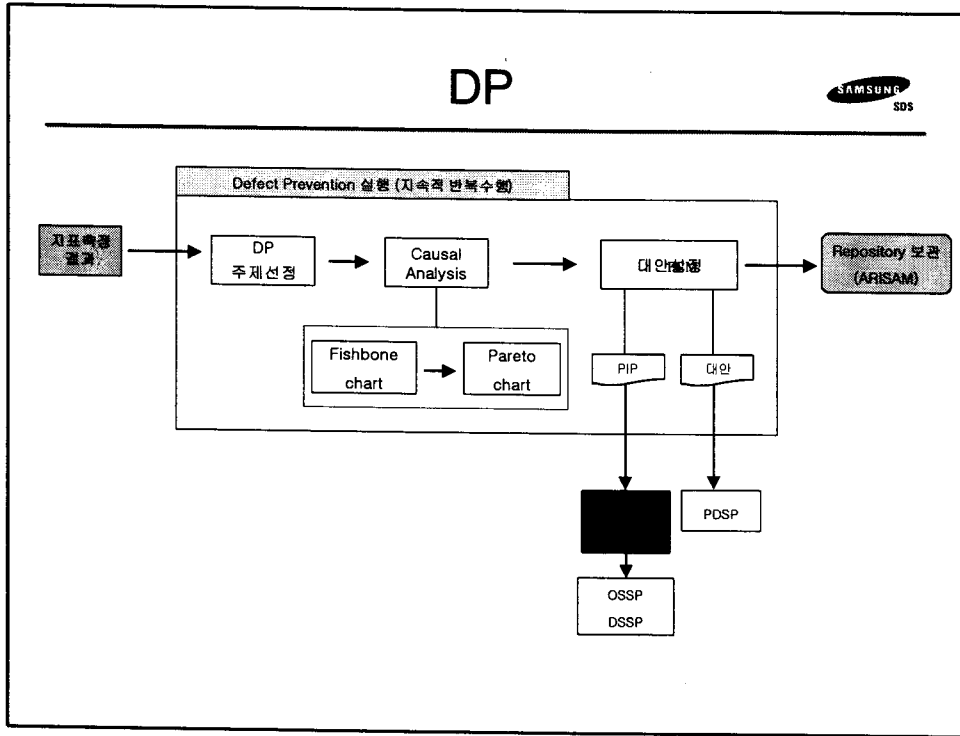 DP
SAMSUNG
SDS
Defect Prevention 실행 (지속적 반복수행)
지표측정
결과
DP
주제선정
Causal
Analysis
Repository 보관
(ARISAM)
Fishbone
chart
Pareto
chart
PIP
대안
PDSP
OSSP
DSSP